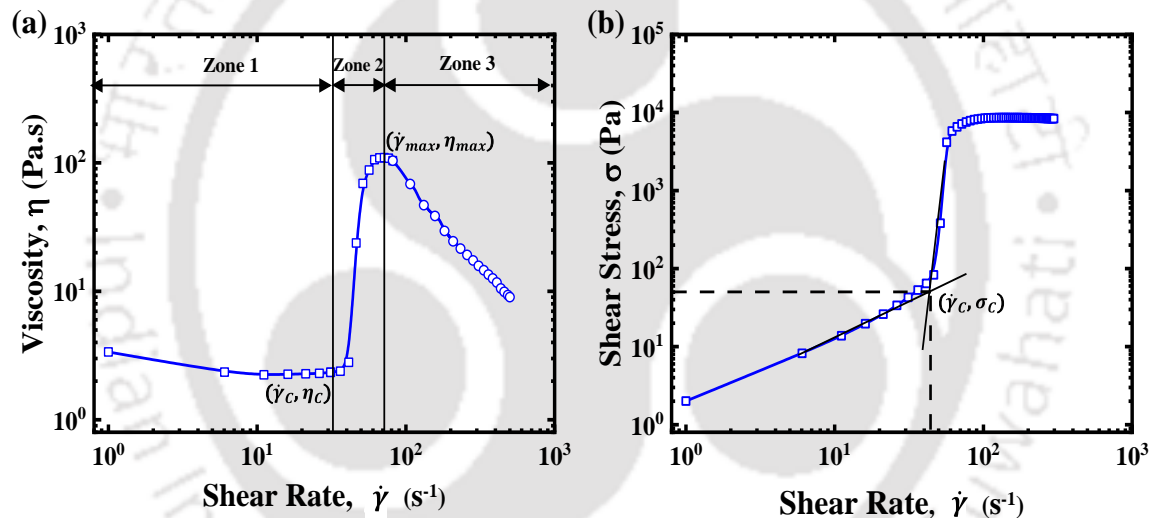 (a)
10³
10²
10¹
10⁰
Viscosity, η (Pa.s)
Zone 1
Zone 2
Zone 3
(γ̇max, ηmax)
(γ̇C, ηC)
10⁰ 10¹ 10² 10³
Shear Rate, γ̇ (s⁻¹)
(b)
10⁵
10⁴
10³
10²
10¹
10⁰
Shear Stress, σ (Pa)
(γ̇C, σC)
10⁰ 10¹ 10² 10³
Shear Rate, γ̇ (s⁻¹)